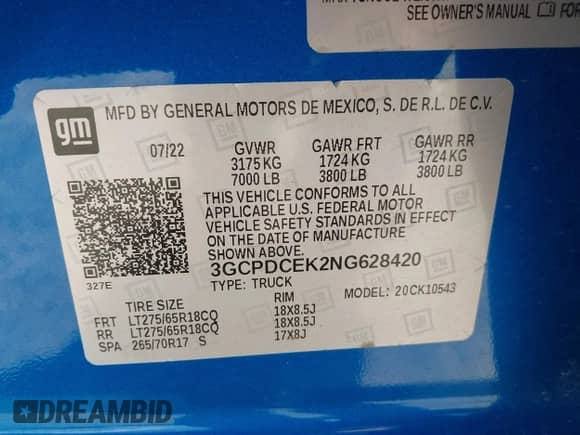 SEE OWNER'S MANUAL FOR
gm
MFD BY GENERAL MOTORS DE MEXICO, S. DE R.L. DE C.V.
07/22 GVWR GAWR FRT GAWR RR
3175 KG 1724 KG 1724 KG
7000 LB 3800 LB 3800 LB
THIS VEHICLE CONFORMS TO ALL
APPLICABLE U.S. FEDERAL MOTOR
VEHICLE SAFETY STANDARDS IN EFFECT
ON THE DATE OF MANUFACTURE
SHOWN ABOVE.
327E
3GCPDCEK2NG628420
TYPE: TRUCK MODEL: 20CK10543
TIRE SIZE RIM
FRT LT275/65R18CQ 18X8.5J
RR LT275/65R18CQ 18X8.5J
SPA 265/70R17 S 17X8J
DREAMBID